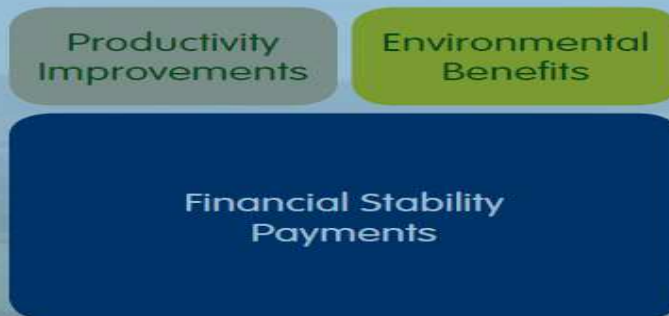 Productivity
Improvements
Environmental
Benefits
Financial Stability
Payments